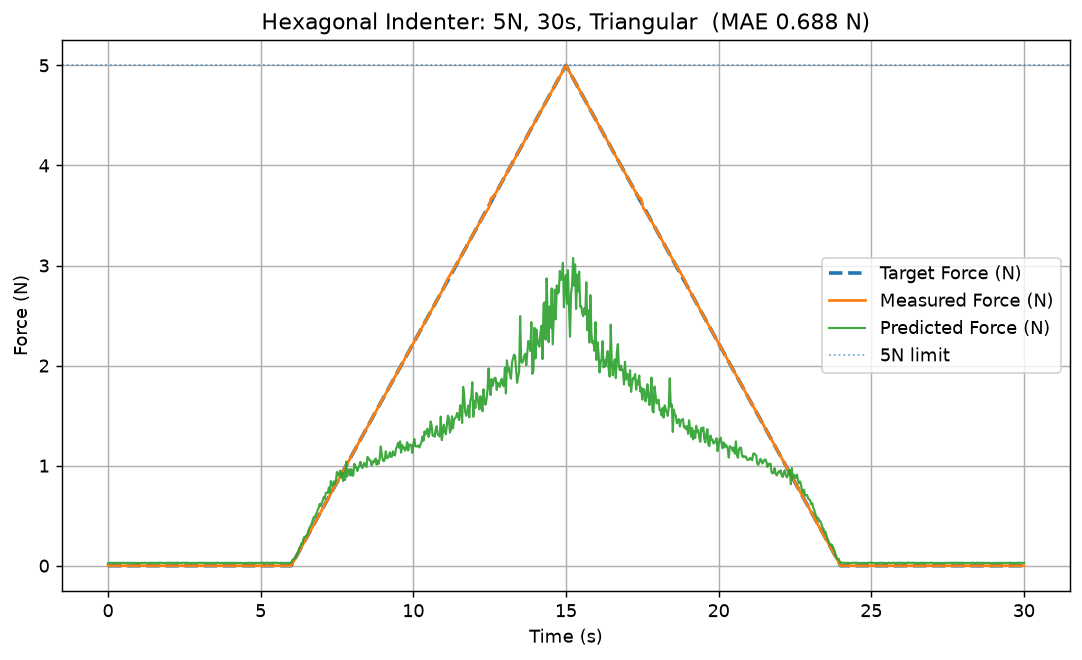 Hexagonal Indenter: 5N, 30s, Triangular  (MAE 0.688 N)
Force (N)
5
4
3
2
1
0
Target Force (N)
Measured Force (N)
Predicted Force (N)
5N limit
0 5 10 15 20 25 30
Time (s)